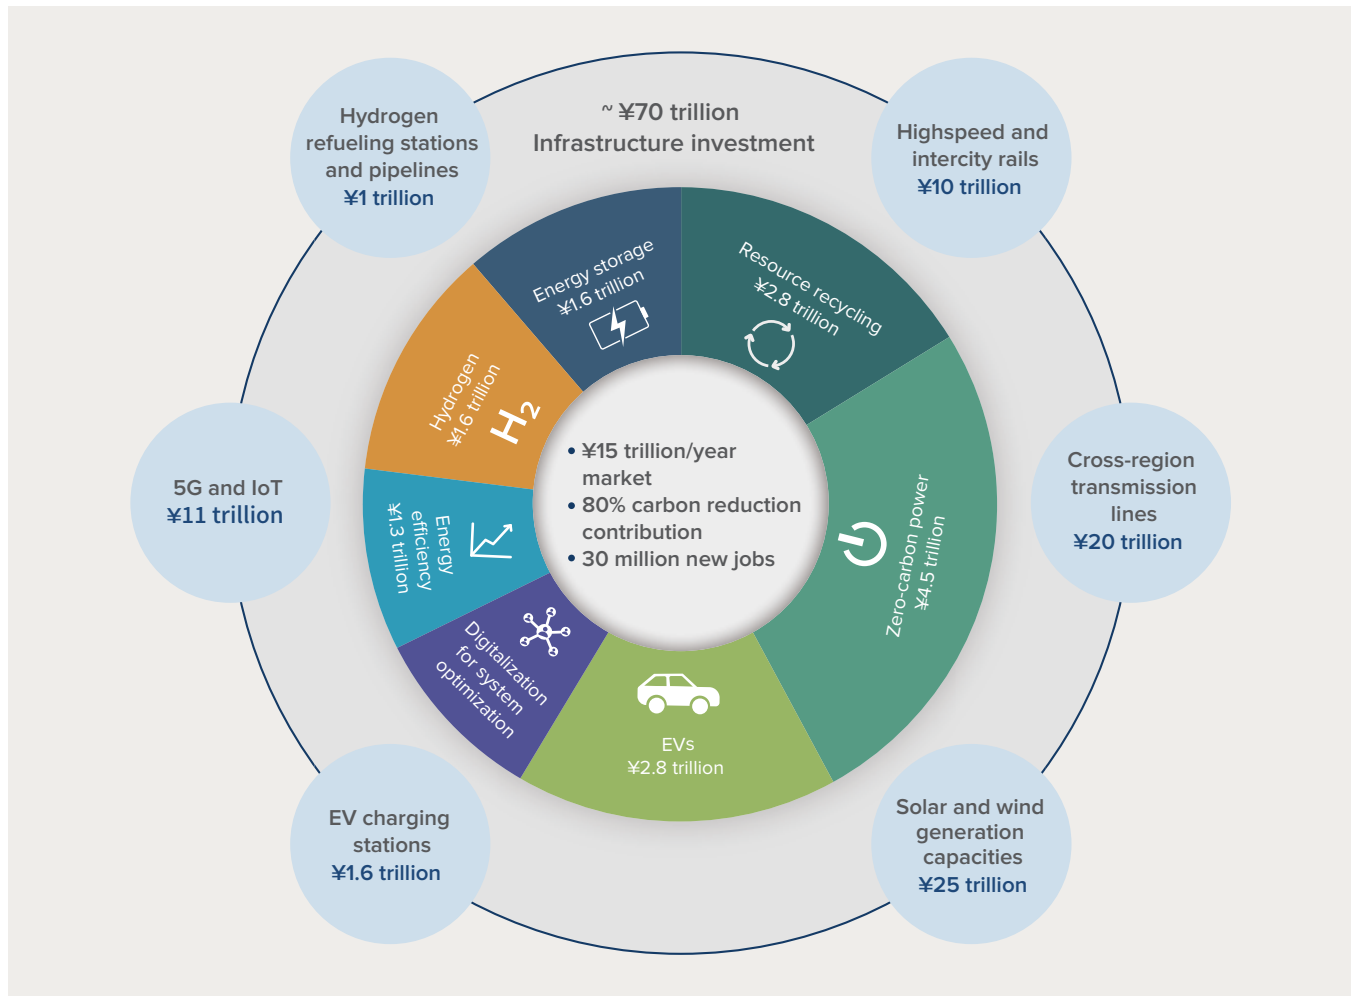 ~ ¥70 trillion
Infrastructure investment
Hydrogen
refueling stations
and pipelines
¥1 trillion
Highspeed and
intercity rails
¥10 trillion
Cross-region
transmission
lines
¥20 trillion
Solar and wind
generation
capacities
¥25 trillion
EV charging
stations
¥1.6 trillion
5G and IoT
¥11 trillion
Energy storage
¥1.6 trillion
Resource recycling
¥2.8 trillion
Zero-carbon power
¥4.5 trillion
EVs
¥2.8 trillion
Digitalization
for system
optimization
Energy
efficiency
¥1.3 trillion
Hydrogen
¥1.6 trillion
H2
• ¥15 trillion/year
market
• 80% carbon reduction
contribution
• 30 million new jobs